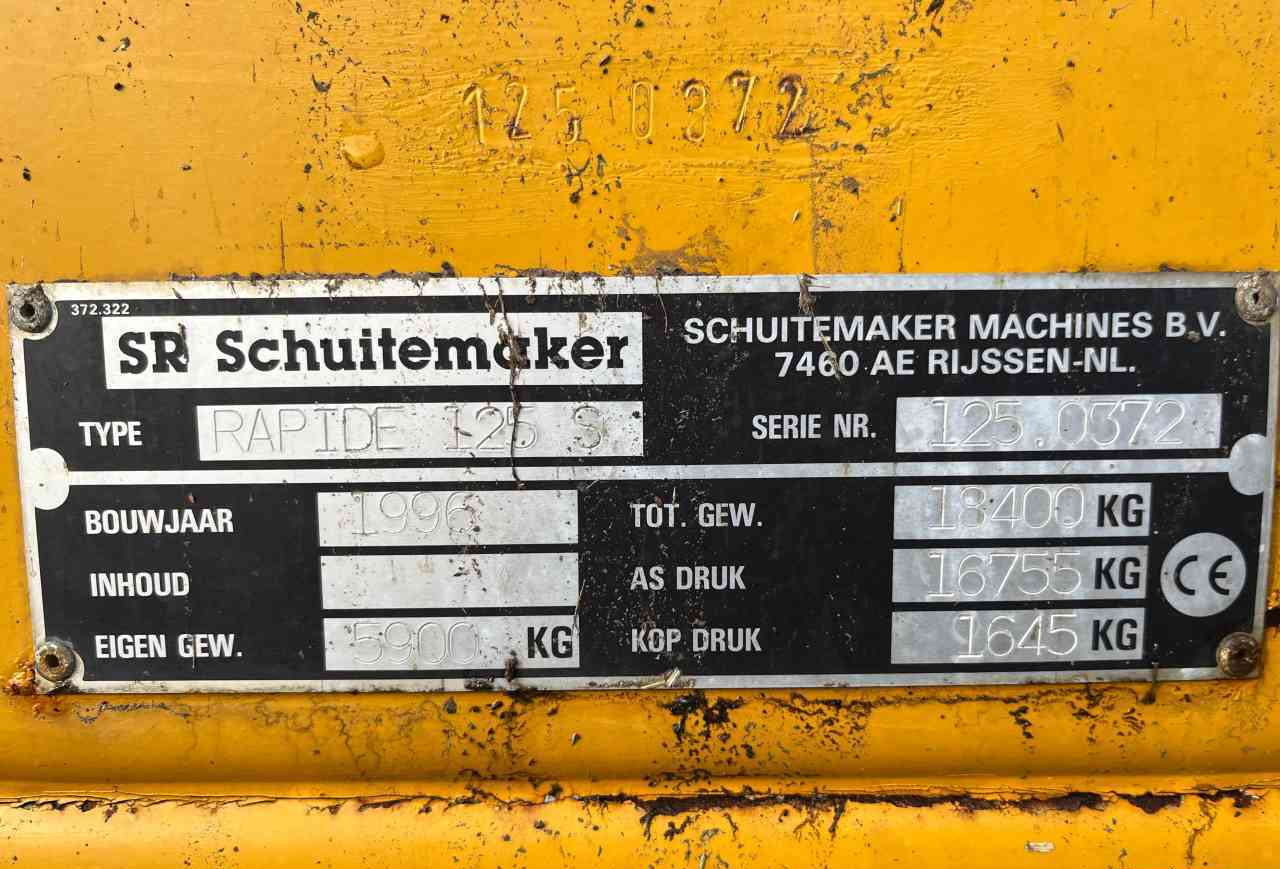 125 0372
372.322
SR Schuitemaker
SCHUITEMAKER MACHINES B.V.
7460 AE RIJSSEN-NL.
TYPE RAPIDE 125 S SERIE NR. 125.0372
BOUWJAAR 1996 TOT. GEW. 18400 KG
INHOUD AS DRUK 16755 KG
EIGEN GEW. 5900 KG KOP DRUK 1645 KG
CE